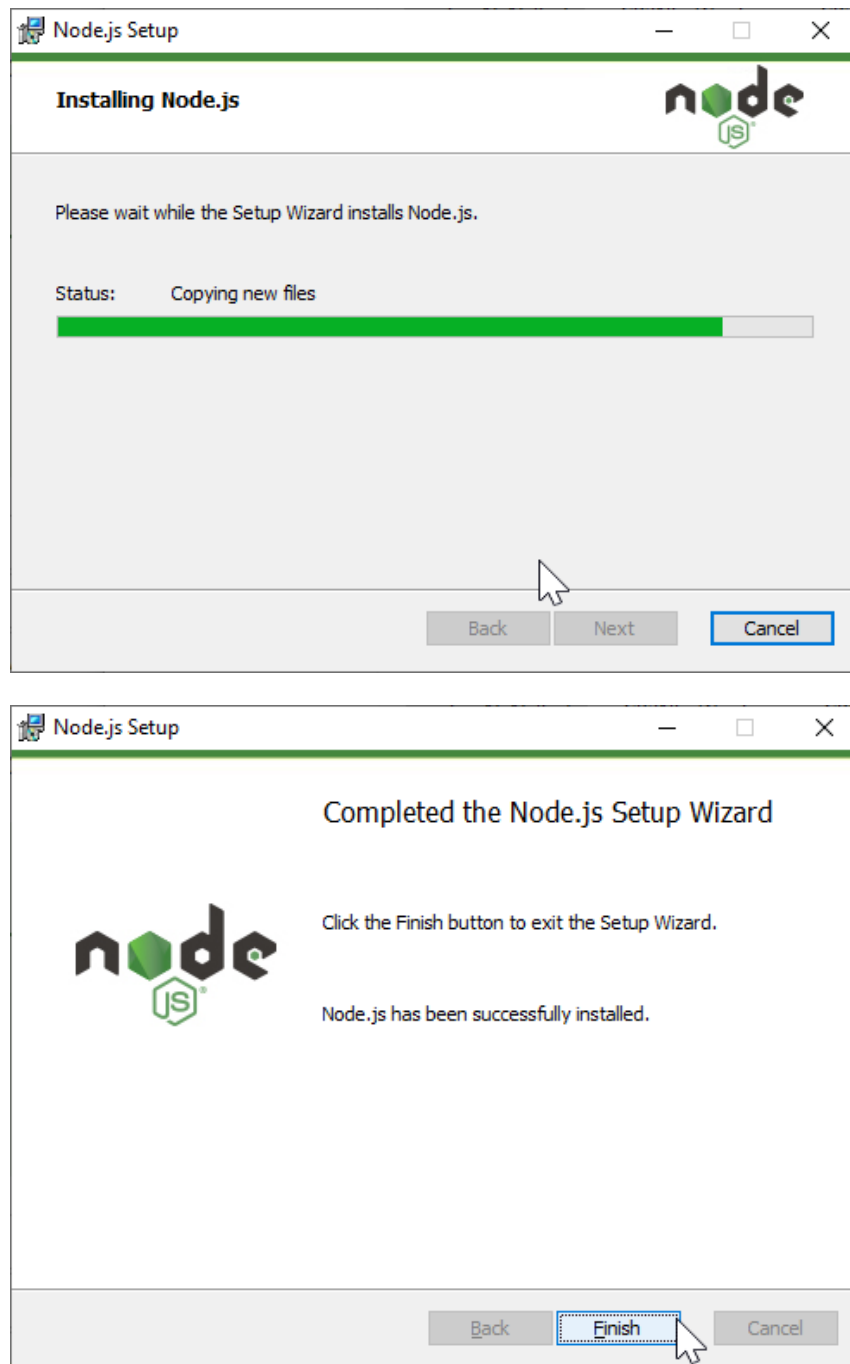 Node.js Setup
Installing Node.js
node
JS
Please wait while the Setup Wizard installs Node.js.
Status: Copying new files
Back Next Cancel
Node.js Setup
Completed the Node.js Setup Wizard
Click the Finish button to exit the Setup Wizard.
node
JS
Node.js has been successfully installed.
Back Finish Cancel